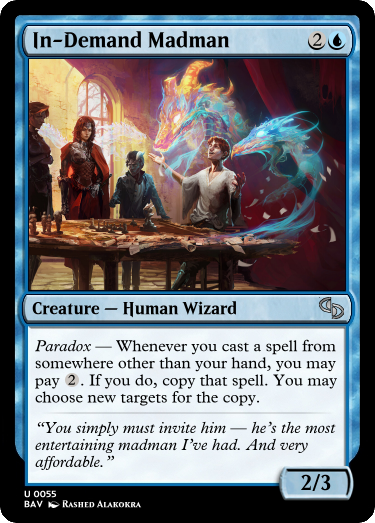 In-Demand Madman 2
Creature — Human Wizard
Paradox — Whenever you cast a spell from
somewhere other than your hand, you may
pay 2. If you do, copy that spell. You may
choose new targets for the copy.
“You simply must invite him — he’s the most
entertaining madman I’ve had. And very
affordable.”
2/3
U 0055
BAV Rashed Alakokra